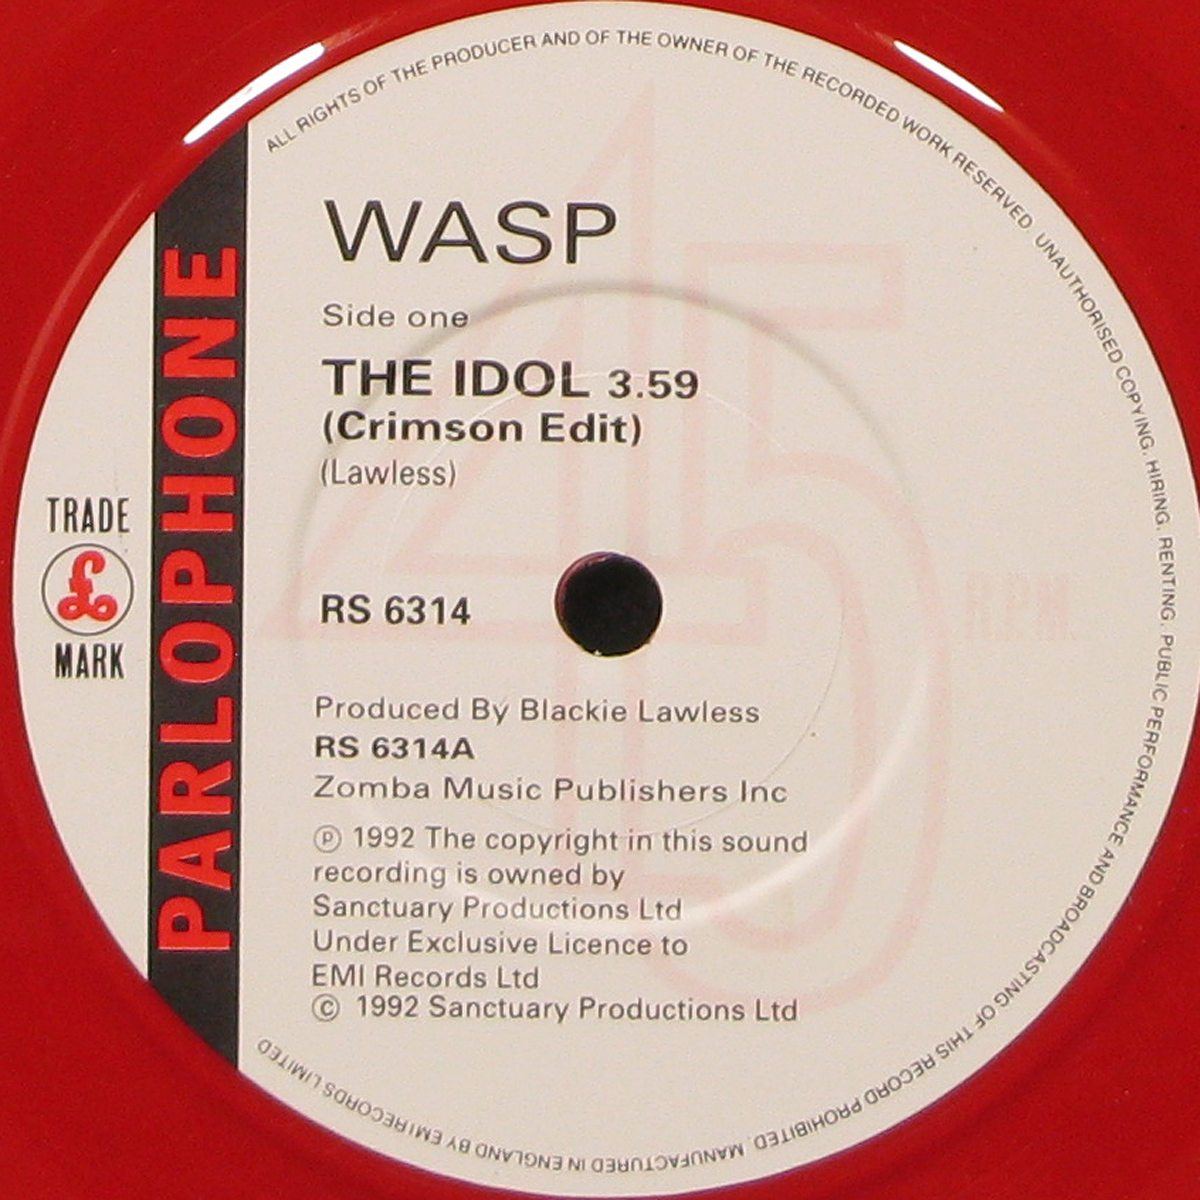 ALL RIGHTS OF THE PRODUCER AND OF THE OWNER OF THE RECORDED WORK RESERVED. UNAUTHORISED COPYING. HIRING. RENTING. PUBLIC PERFORMANCE AND BROADCASTING OF THIS RECORD PROHIBITED. MANUFACTURED IN ENGLAND BY EMI RECORDS LIMITED
PARLOPHONE
TRADE
£
MARK
WASP
Side one
THE IDOL 3.59
(Crimson Edit)
(Lawless)
45
R.P.M.
RS 6314
Produced By Blackie Lawless
RS 6314A
Zomba Music Publishers Inc
℗ 1992 The copyright in this sound
recording is owned by
Sanctuary Productions Ltd
Under Exclusive Licence to
EMI Records Ltd
© 1992 Sanctuary Productions Ltd